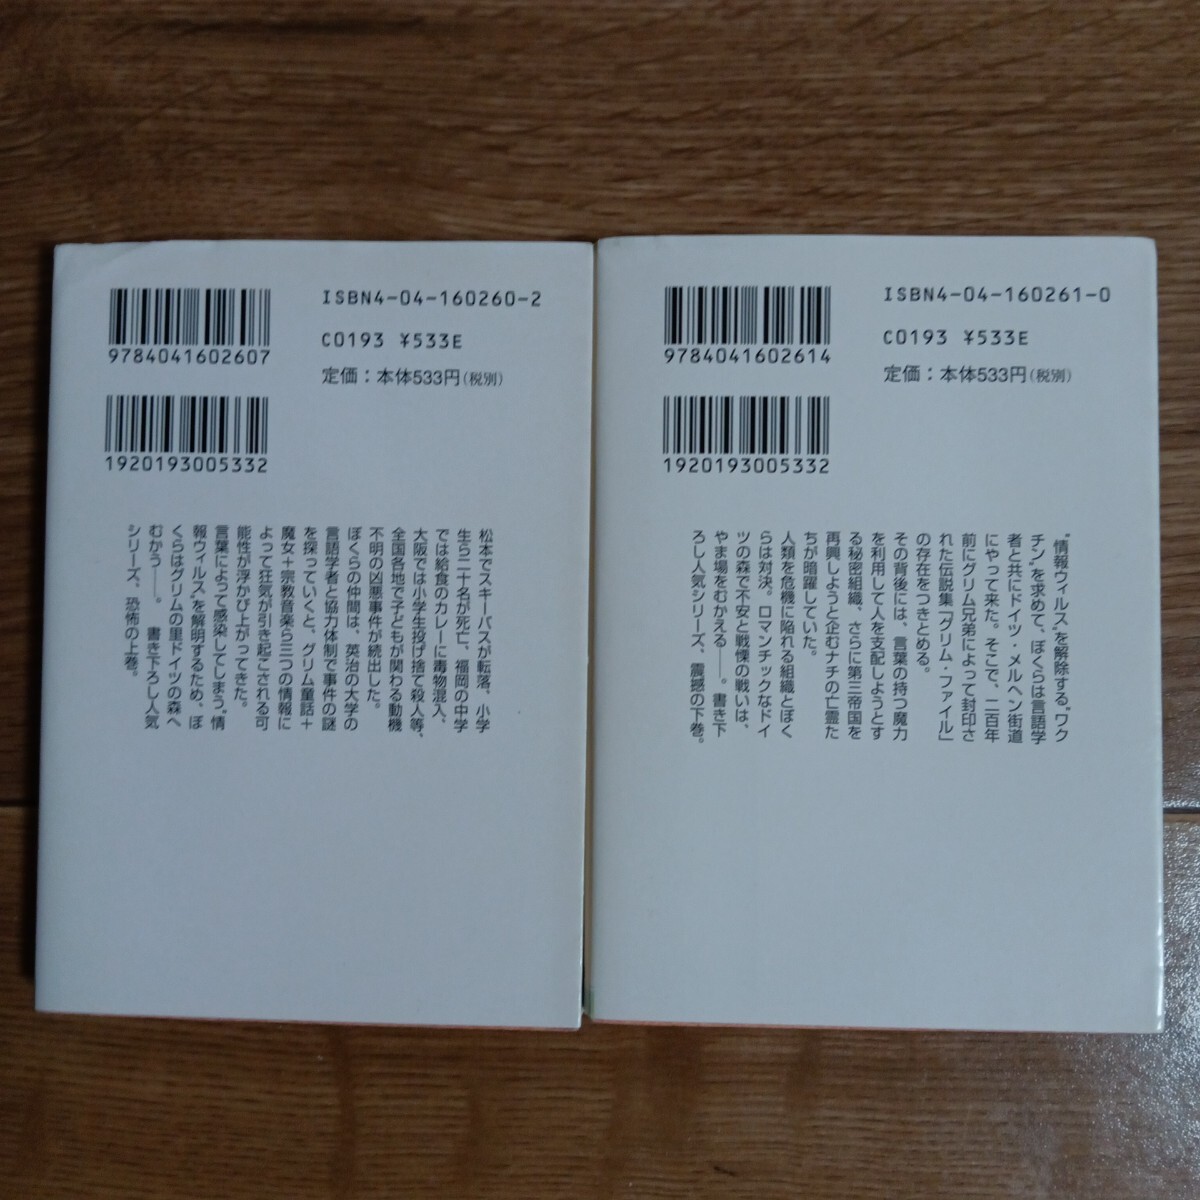 9784041602607
ISBN4-04-160260-2
C0193 ¥533E
定価：本体533円（税別）
1920193005332
松本でスキーバスが転落、小学
生ら二十名が死亡、福岡の中学
では給食のカレーに毒物混入、
大阪では小学生投げ捨て殺人等、
全国各地で子どもが関わる動機
不明の凶悪事件が続出した。
ぼくらの仲間は、英治の大学の
言語学者と協力体制で事件の謎
を探っていくと、グリム童話＋
魔女＋宗教音楽ら三つの情報に
よって狂気が引き起こされる可
能性が浮かび上がってきた。
言葉によって感染してしまう〝情
報ウィルス〟を解明するため、ぼ
くらはグリムの里ドイツの森へ
むかう――。書き下ろし人気
シリーズ、恐怖の上巻。
9784041602614
ISBN4-04-160261-0
C0193 ¥533E
定価：本体533円（税別）
1920193005332
〝情報ウィルス〟を解除する〝ワク
チン〟を求めて、ぼくらは言語学
者と共にドイツ・メルヘン街道
にやって来た。そこで、二百年
前にグリム兄弟によって封印さ
れた伝説集「グリム・ファイル」
の存在をつきとめる。
その背後には、言葉の持つ魔力
を利用して人を支配しようとす
る秘密組織、さらに第三帝国を
再興しようと企むナチの亡霊た
ちが暗躍していた。
人類を危機に陥れる組織とぼく
らは対決。ロマンチックなドイ
ツの森で不安と戦慄の戦いは、
やま場をむかえる――。書き下
ろし人気シリーズ、震撼の下巻。